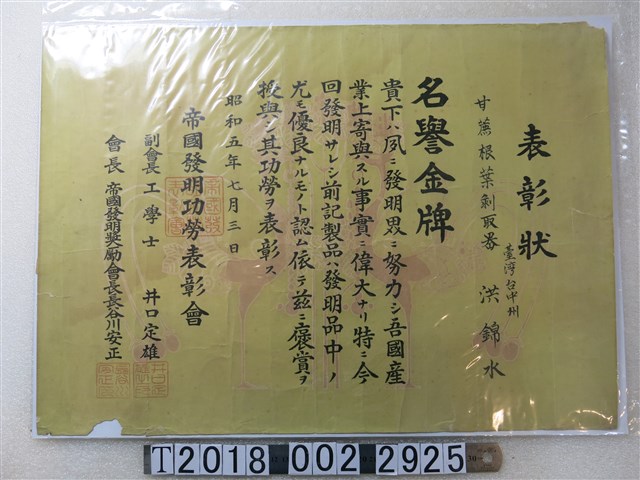 表彰狀
臺灣台中州
甘蔗根葉剝取器 洪錦水
名譽金牌
貴下ハ夙ニ發明界ニ努力シ吾國産
業上寄與スル事實ニ偉大ナリ特ニ今
回發明サレシ前記製品ハ發明品中ノ
尤モ優良ナルモノト認ム依テ茲ニ褒賞ヲ
授與シ其功勞ヲ表彰ス
昭和五年七月三日
帝國發明功勞表彰會
副會長 工學士 井口定雄
會長 帝國發明奬勵會長 長谷川安正
T2018 002 2925